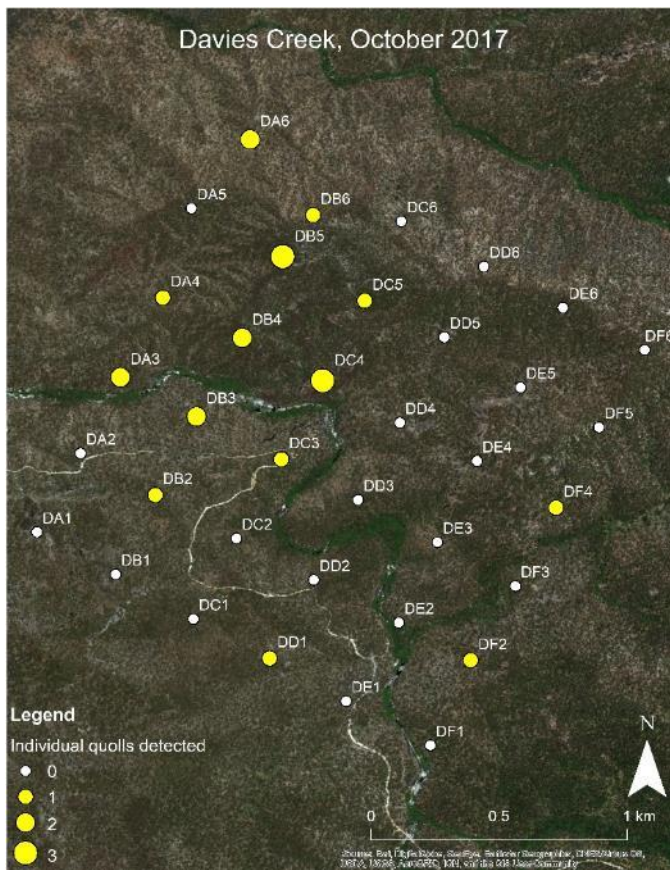 Davies Creek, October 2017
DA6
DA5
DB6
DC6
DB5
DD6
DA4
DC5
DE6
DB4
DD5
DF6
DA3
DC4
DE5
DB3
DD4
DF5
DA2
DC3
DE4
DB2
DD3
DF4
DA1
DC2
DE3
DB1
DD2
DF3
DC1
DE2
DD1
DF2
DE1
DF1
Legend
Individual quolls detected
0
1
2
3
N
0 0.5 1 km